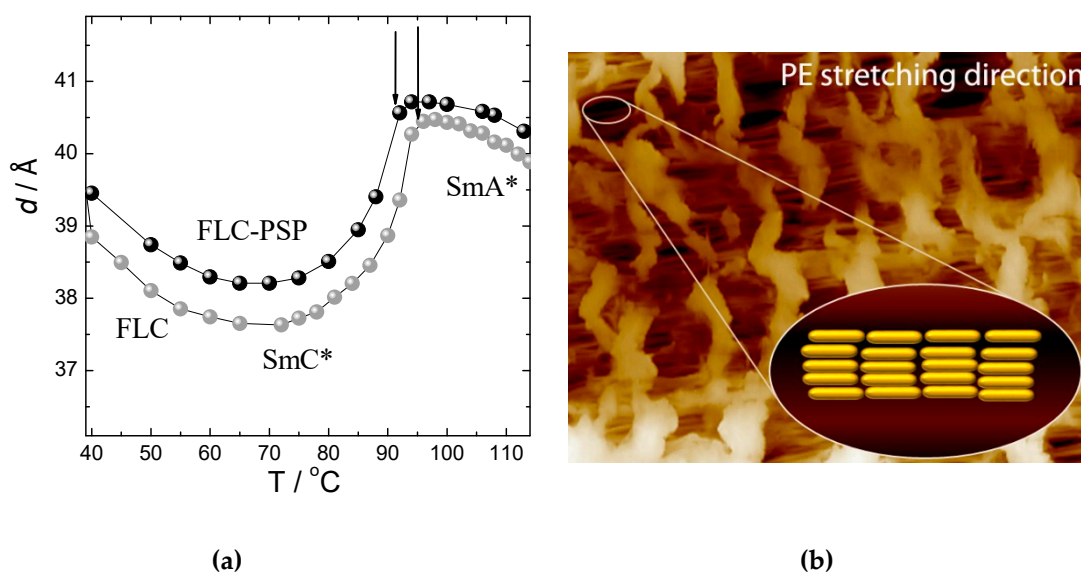 41
40
39
38
37
d / Å
40 50 60 70 80 90 100 110
T / °C
FLC-PSP
FLC
SmC*
SmA*
PE stretching direction
(a)
(b)